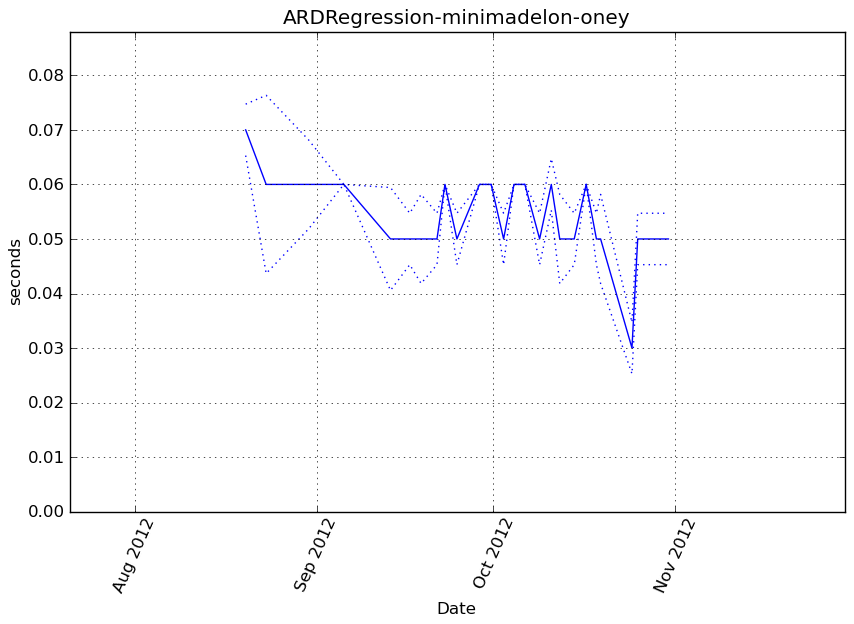 ARDRegression-minimadelon-oney
0.08
0.07
0.06
0.05
0.04
0.03
0.02
0.01
0.00
seconds
Aug 2012
Sep 2012
Oct 2012
Nov 2012
Date